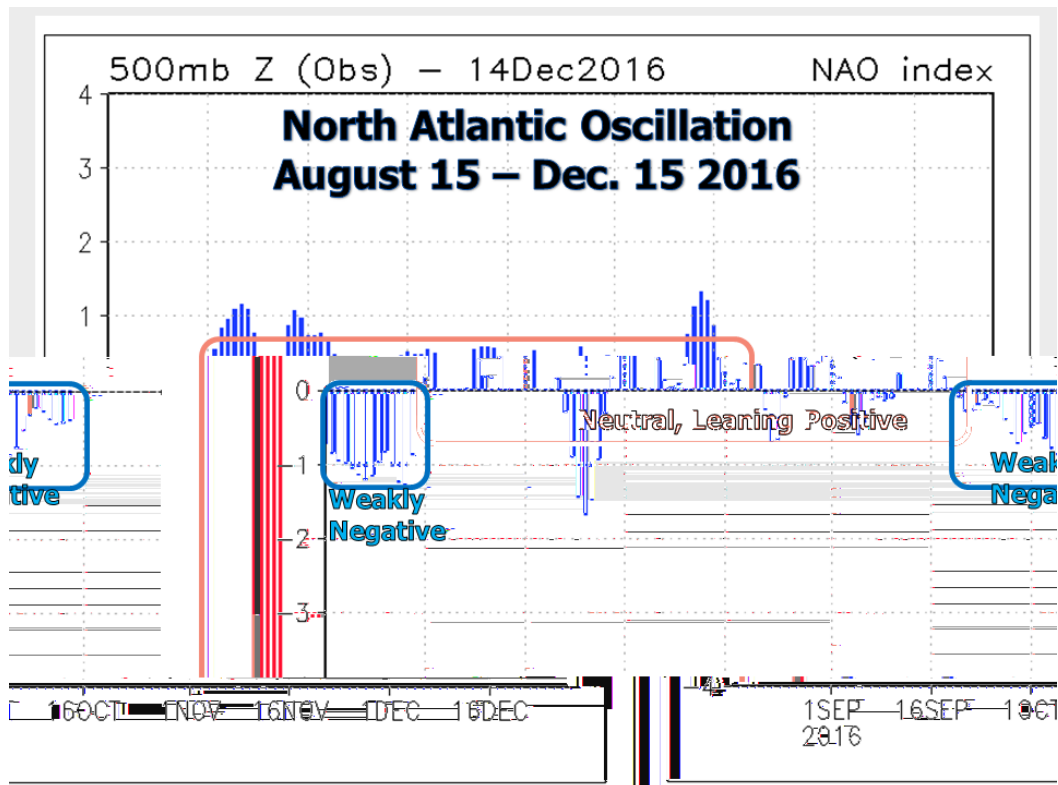 500mb Z (Obs) – 14Dec2016 NAO index
North Atlantic Oscillation
August 15 – Dec. 15 2016
4
3
2
1
0
Neutral, Leaning Positive
-1
Weakly
Negative
-2
-3
16OCT 1NOV 16NOV 1DEC 16DEC
1SEP 16SEP 1OCT
2016